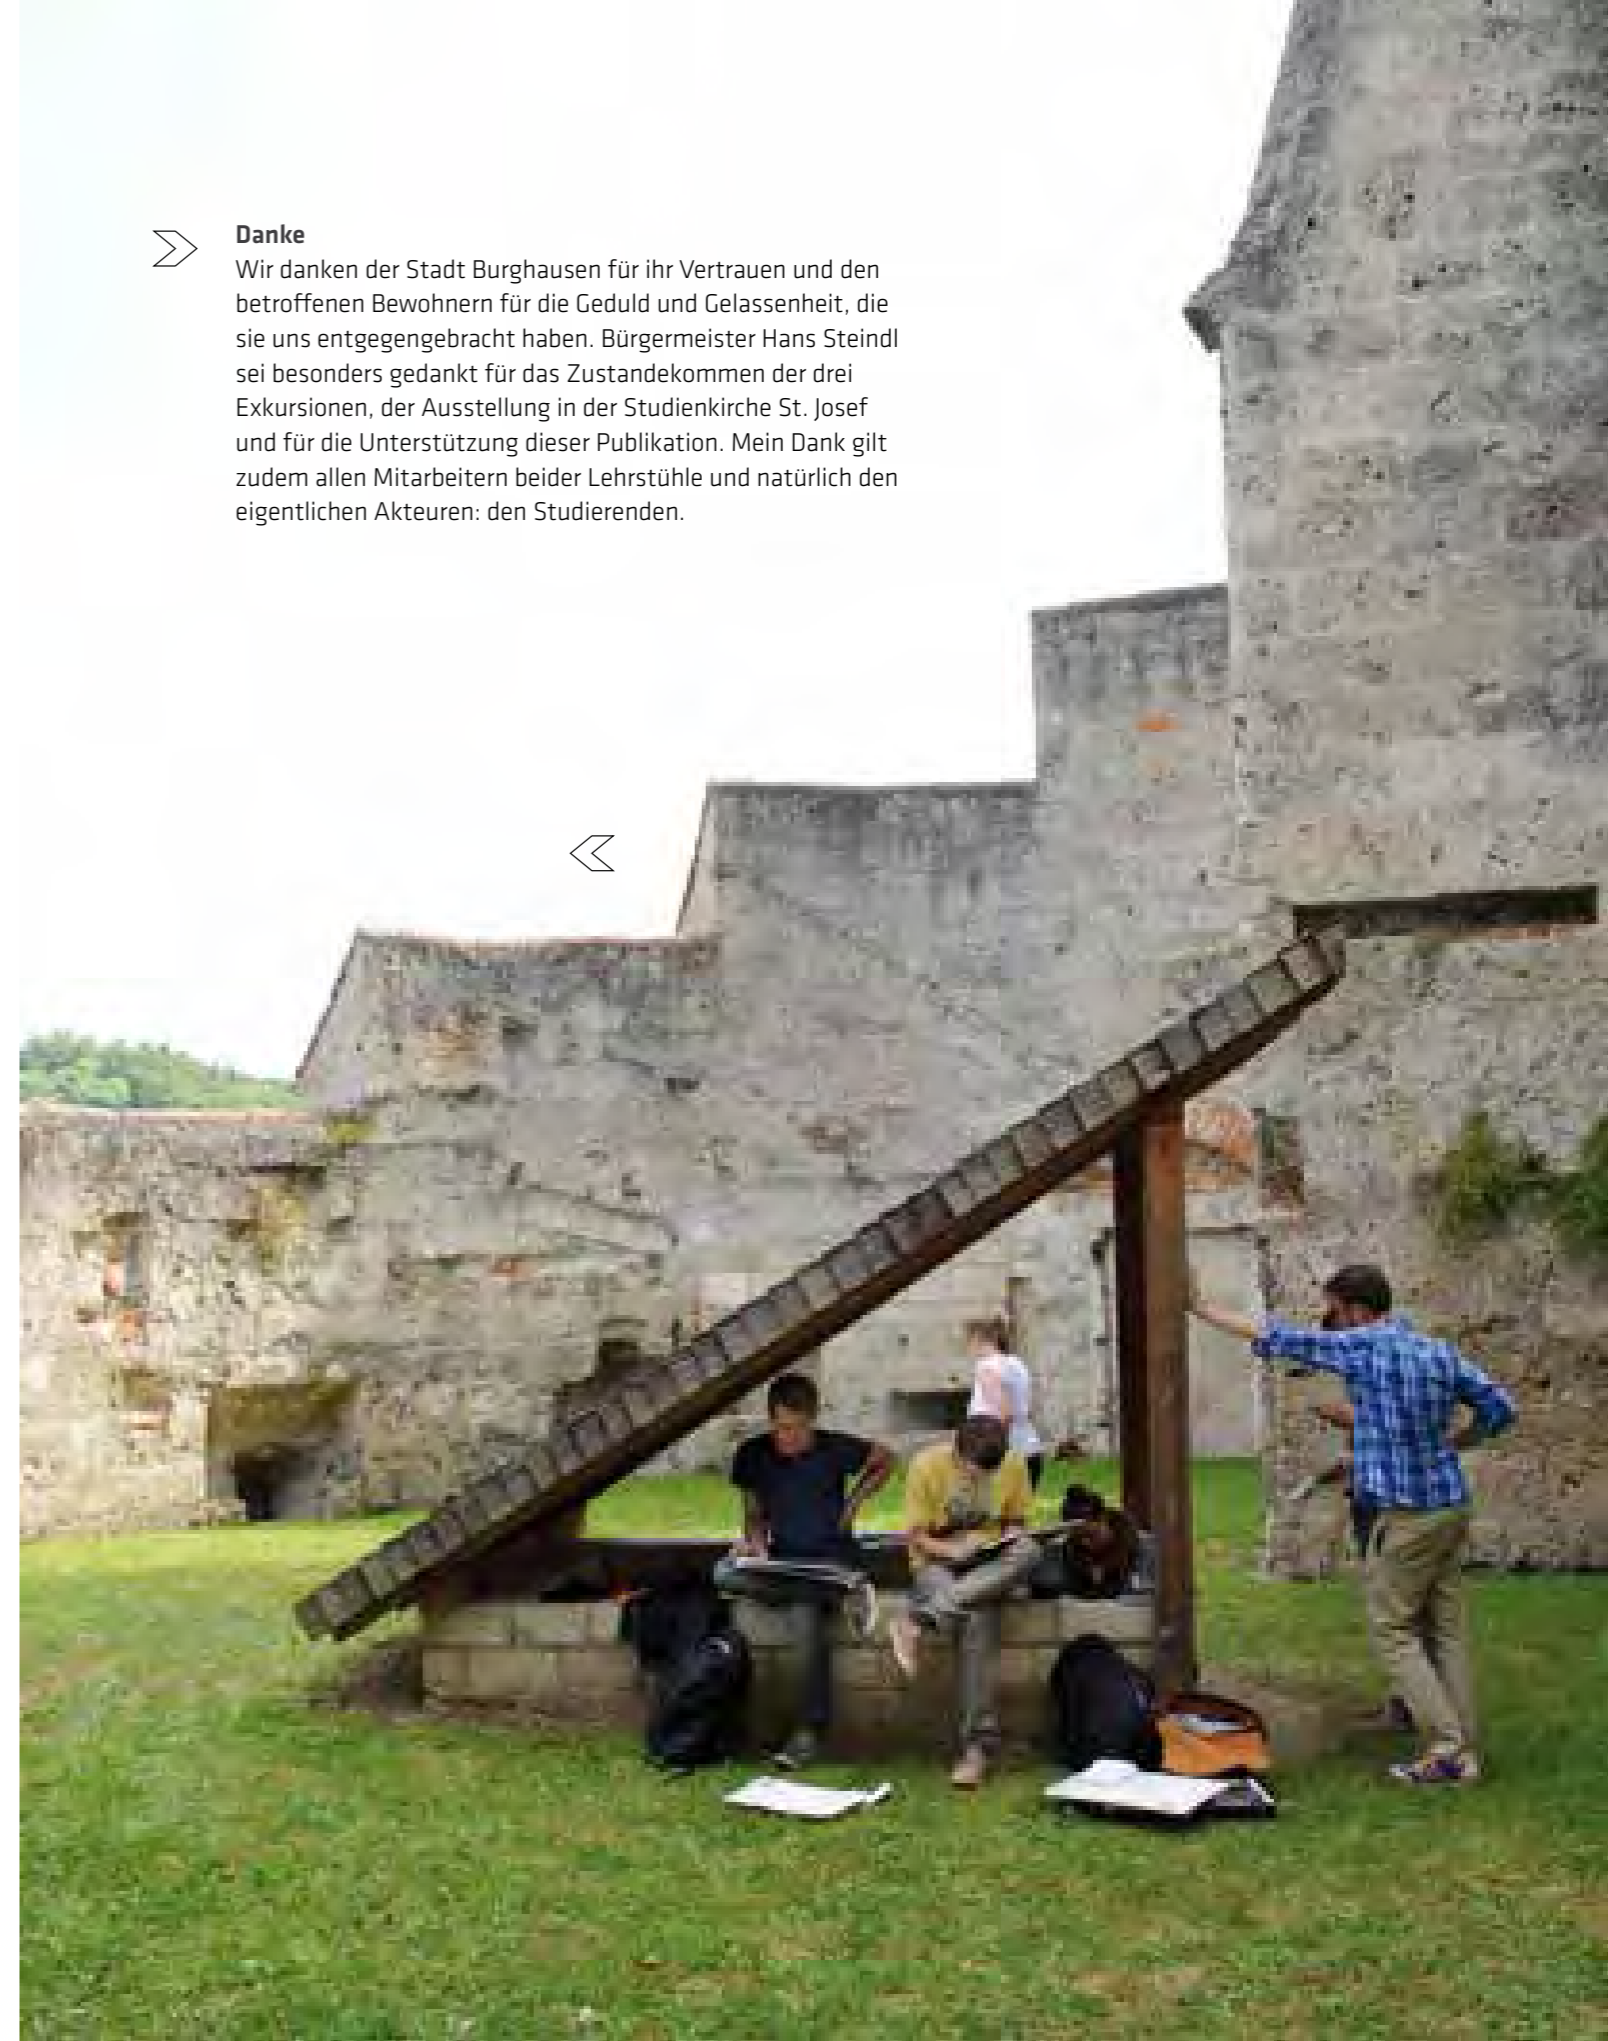 Danke
Wir danken der Stadt Burghausen für ihr Vertrauen und den
betroffenen Bewohnern für die Geduld und Gelassenheit, die
sie uns entgegengebracht haben. Bürgermeister Hans Steindl
sei besonders gedankt für das Zustandekommen der drei
Exkursionen, der Ausstellung in der Studienkirche St. Josef
und für die Unterstützung dieser Publikation. Mein Dank gilt
zudem allen Mitarbeitern beider Lehrstühle und natürlich den
eigentlichen Akteuren: den Studierenden.